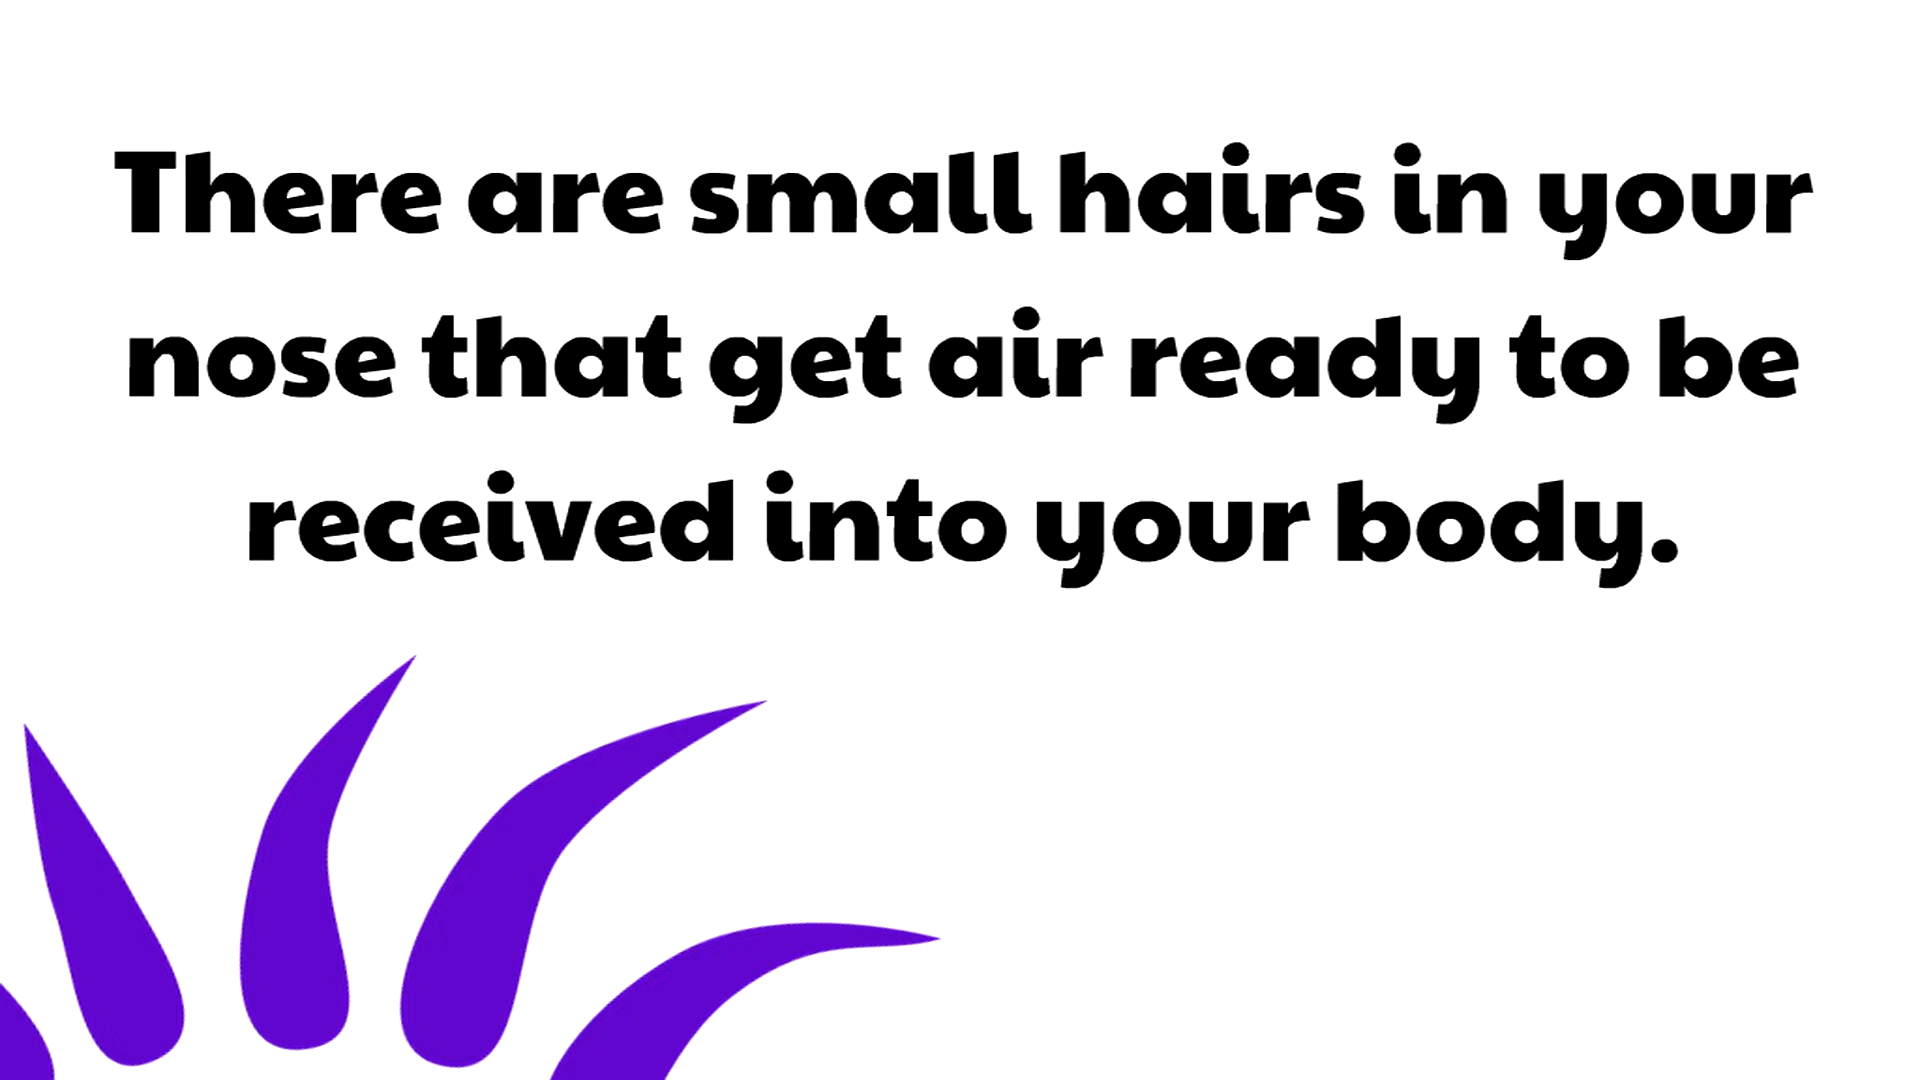 There are small hairs in your
nose that get air ready to be
received into your body.